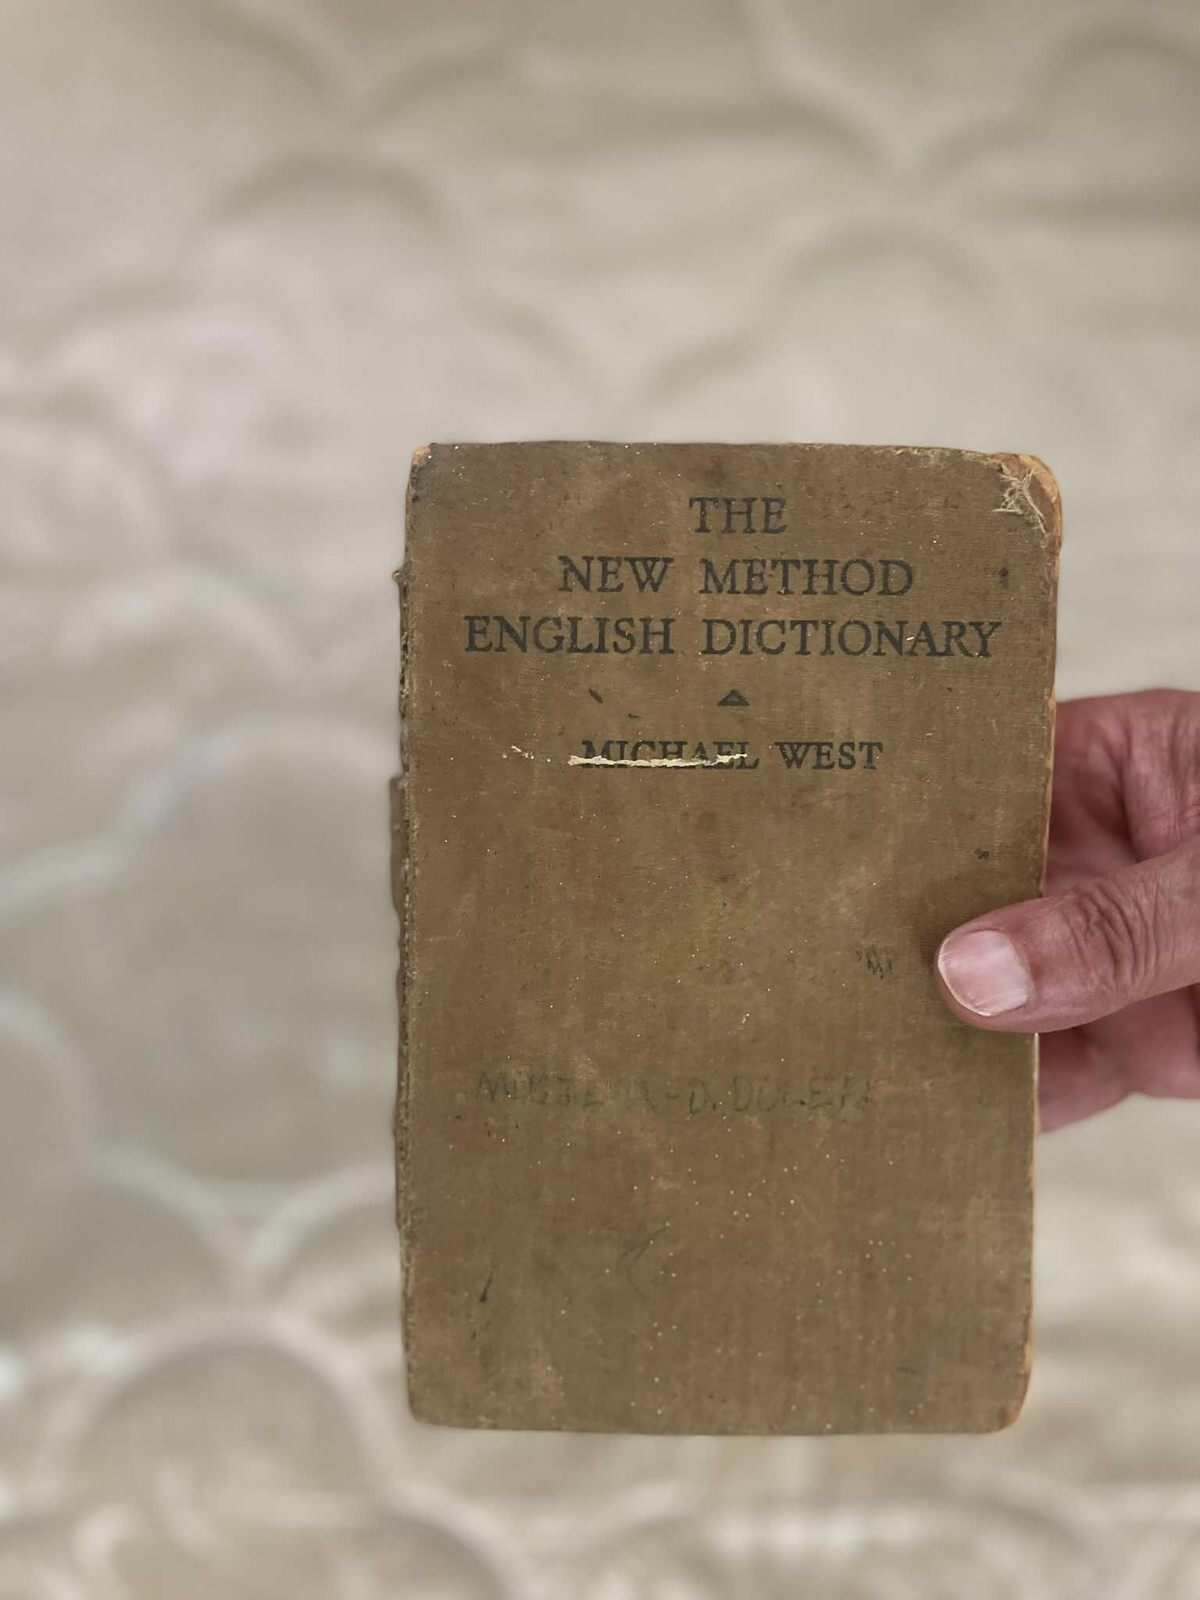 THE
NEW METHOD
ENGLISH DICTIONARY
MICHAEL WEST